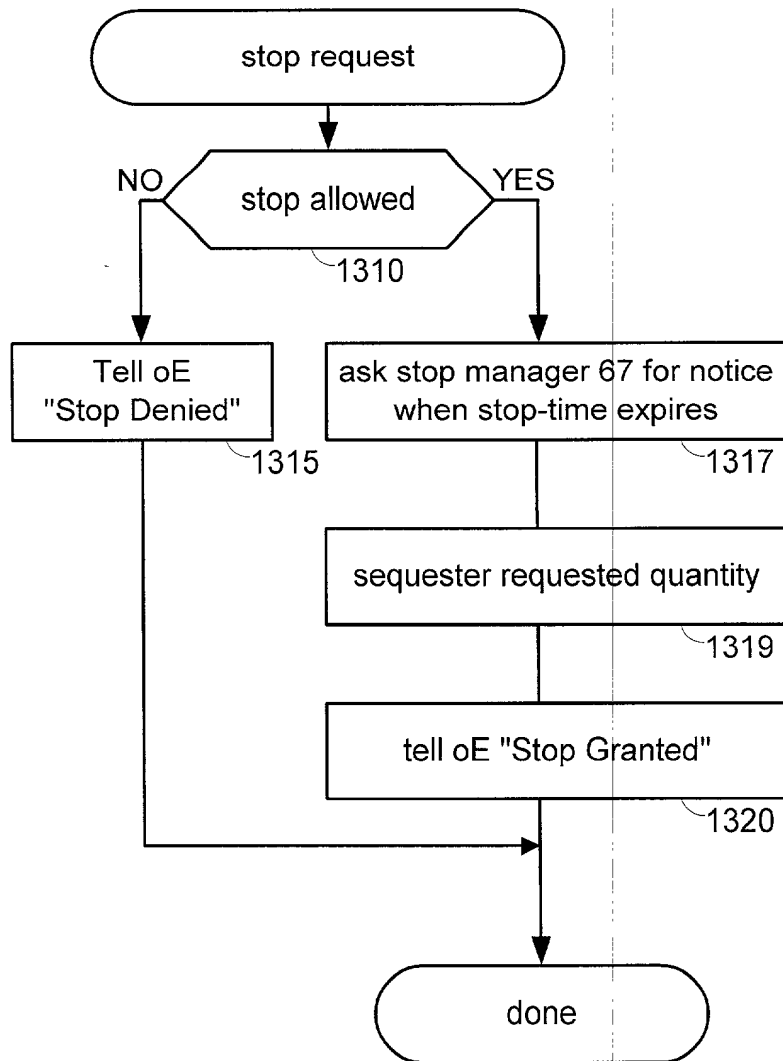 stop request
NO
YES
stop allowed
1310
Tell oE
"Stop Denied"
1315
ask stop manager 67 for notice
when stop-time expires
1317
sequester requested quantity
1319
tell oE "Stop Granted"
1320
done